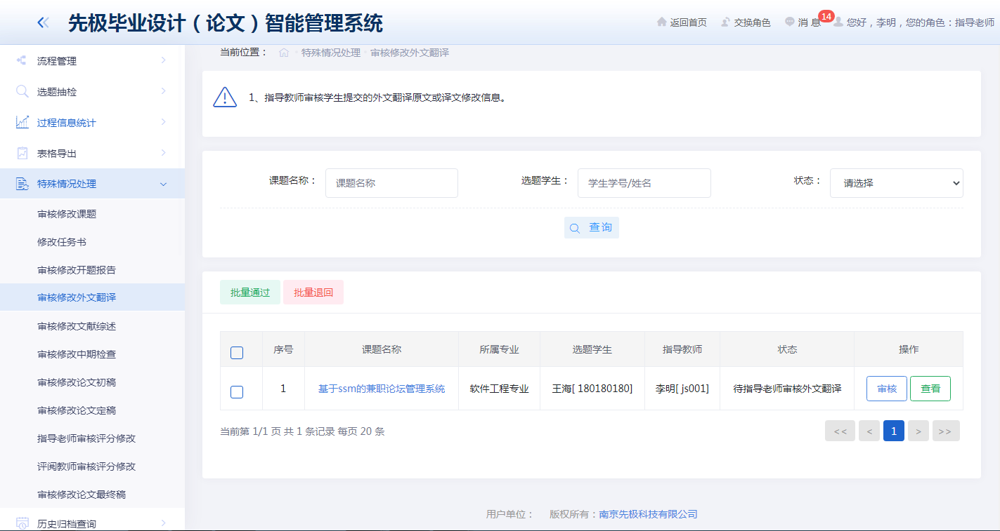 先极毕业设计（论文）智能管理系统
返回首页
交换角色
消 息
14
您好，李明，您的角色：指导老师
流程管理
选题抽检
过程信息统计
表格导出
特殊情况处理
审核修改课题
修改任务书
审核修改开题报告
审核修改外文翻译
审核修改文献综述
审核修改中期检查
审核修改论文初稿
审核修改论文定稿
指导老师审核评分修改
评阅教师审核评分修改
审核修改论文最终稿
历史归档查询
当前位置： 特殊情况处理 审核修改外文翻译
1、指导教师审核学生提交的外文翻译原文或译文修改信息。
课题名称： 课题名称 选题学生： 学生学号/姓名 状态： 请选择
查询
批量通过 批量退回
序号 课题名称 所属专业 选题学生 指导教师 状态 操作
1 基于ssm的兼职论坛管理系统 软件工程专业 王海[ 180180180] 李明[ js001] 待指导老师审核外文翻译 审核 查看
当前第 1/1 页 共 1 条记录 每页 20 条 << < 1 > >>
用户单位： 版权所有：南京先极科技有限公司